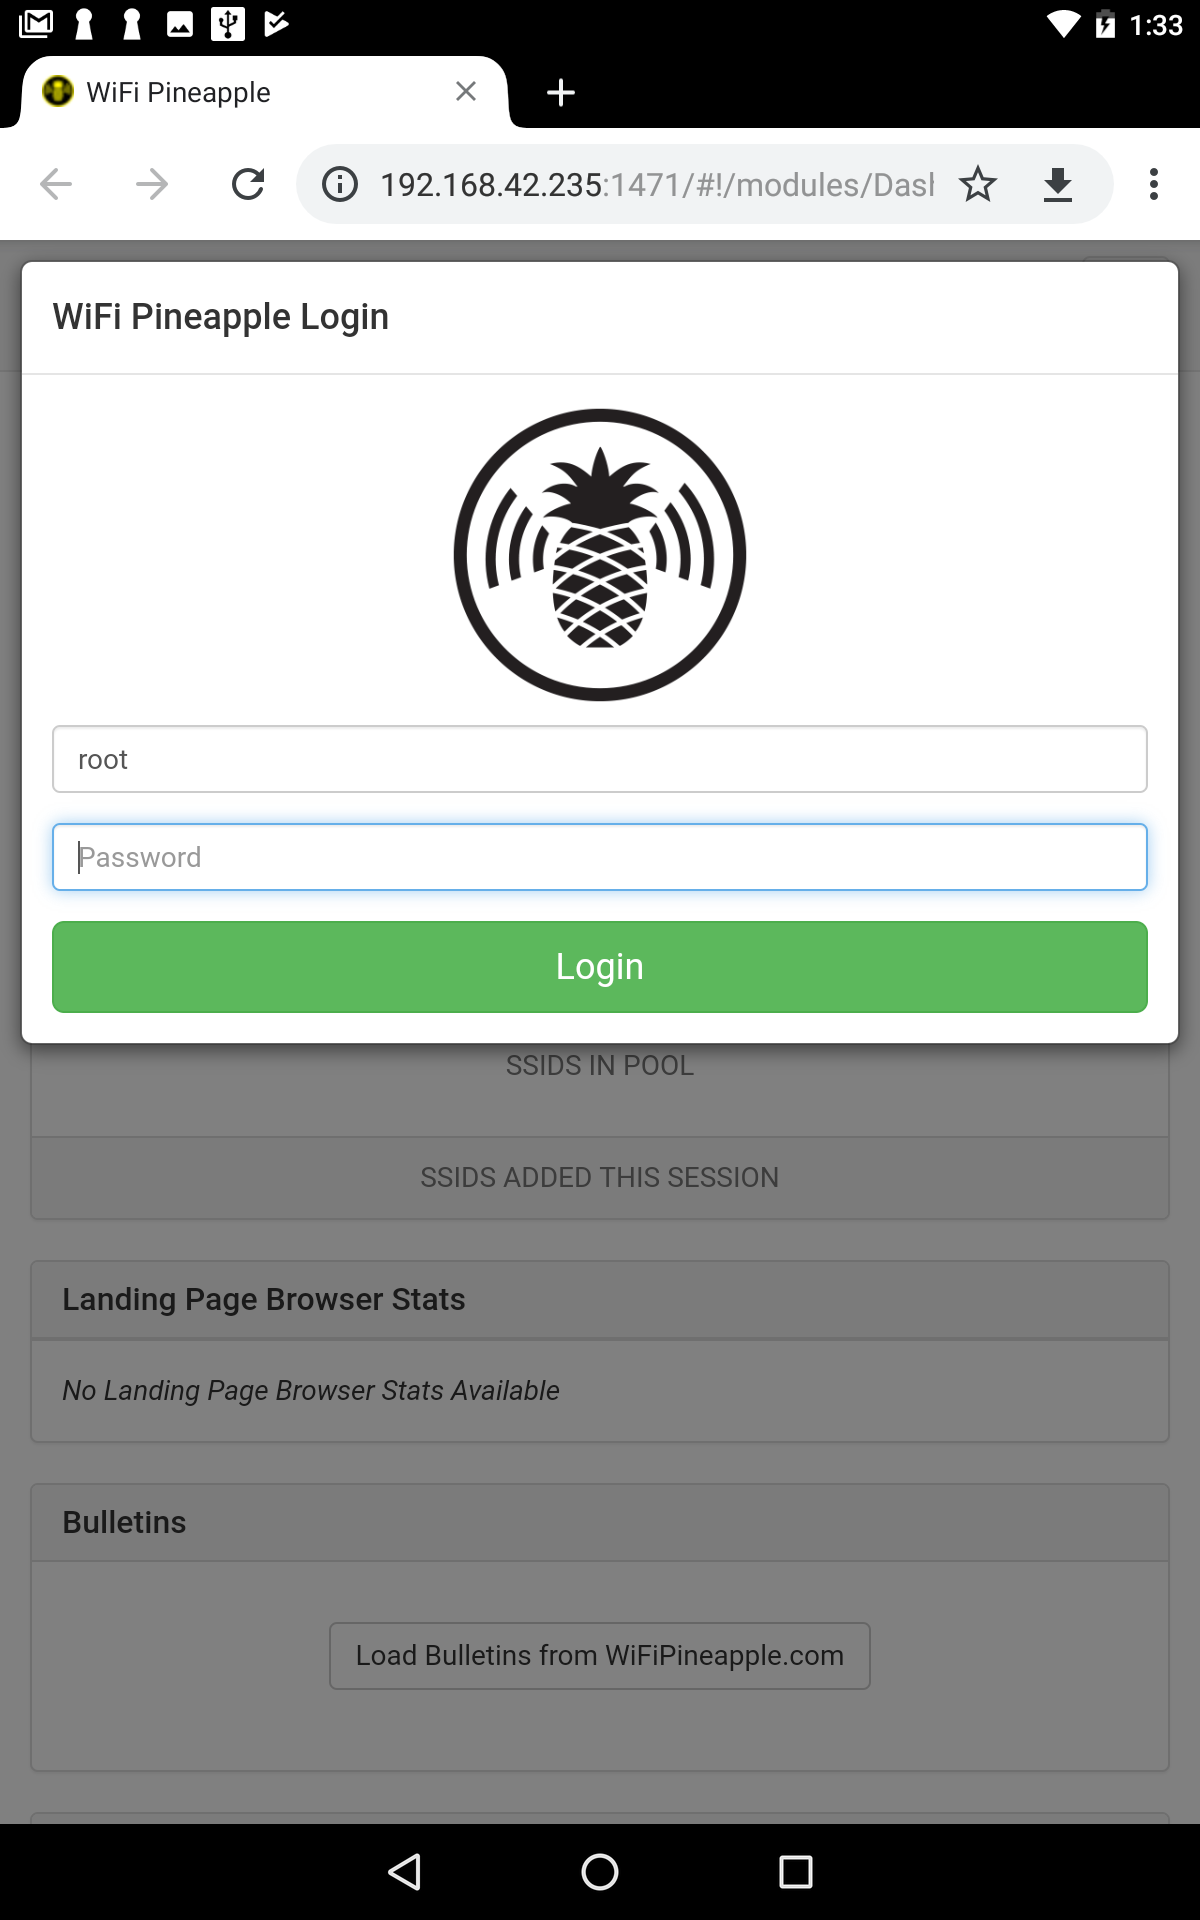 1:33
WiFi Pineapple
192.168.42.235:1471/#!/modules/Dash
WiFi Pineapple Login
root
Password
Login
SSIDS IN POOL
SSIDS ADDED THIS SESSION
Landing Page Browser Stats
No Landing Page Browser Stats Available
Bulletins
Load Bulletins from WiFiPineapple.com